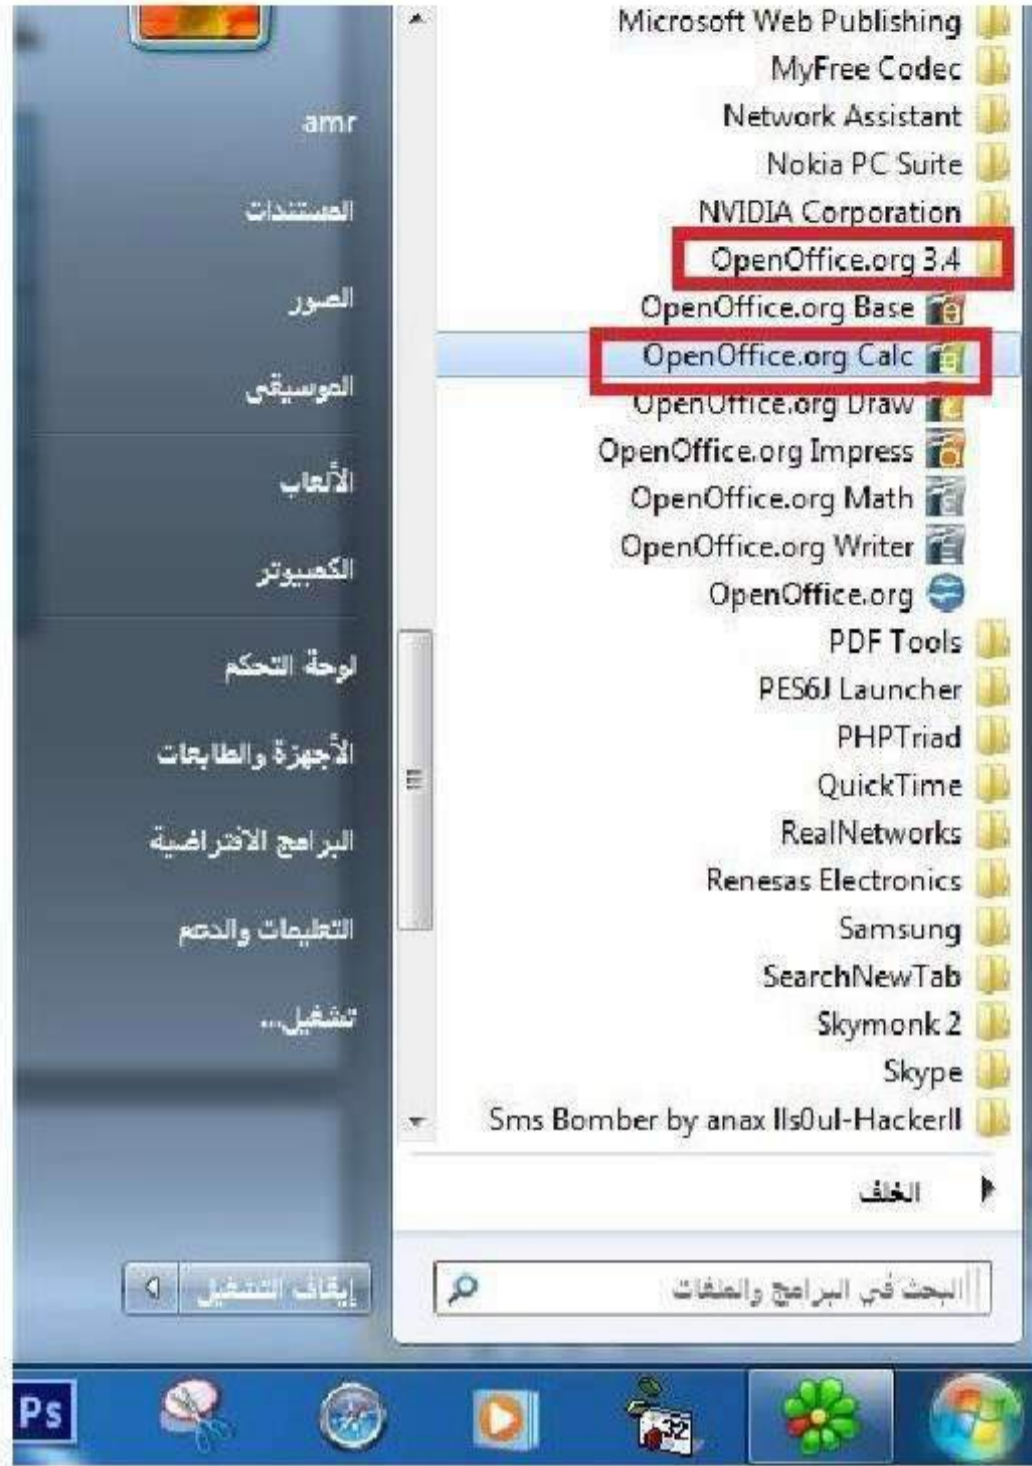 Microsoft Web Publishing
MyFree Codec
Network Assistant
Nokia PC Suite
NVIDIA Corporation
OpenOffice.org 3.4
OpenOffice.org Base
OpenOffice.org Calc
OpenOffice.org Draw
OpenOffice.org Impress
OpenOffice.org Math
OpenOffice.org Writer
OpenOffice.org
PDF Tools
PES6J Launcher
PHPTriad
QuickTime
RealNetworks
Renesas Electronics
Samsung
SearchNewTab
Skymonk 2
Skype
Sms Bomber by anax lls0ul-Hackerll
الخلف
البحث في البرامج والملفات
amr
المستندات
الصور
الموسيقى
الألعاب
الكمبيوتر
لوحة التحكم
الأجهزة والطابعات
البرامج الافتراضية
التعليمات والدعم
تشغيل...
إيقاف التشغيل
32
Ps